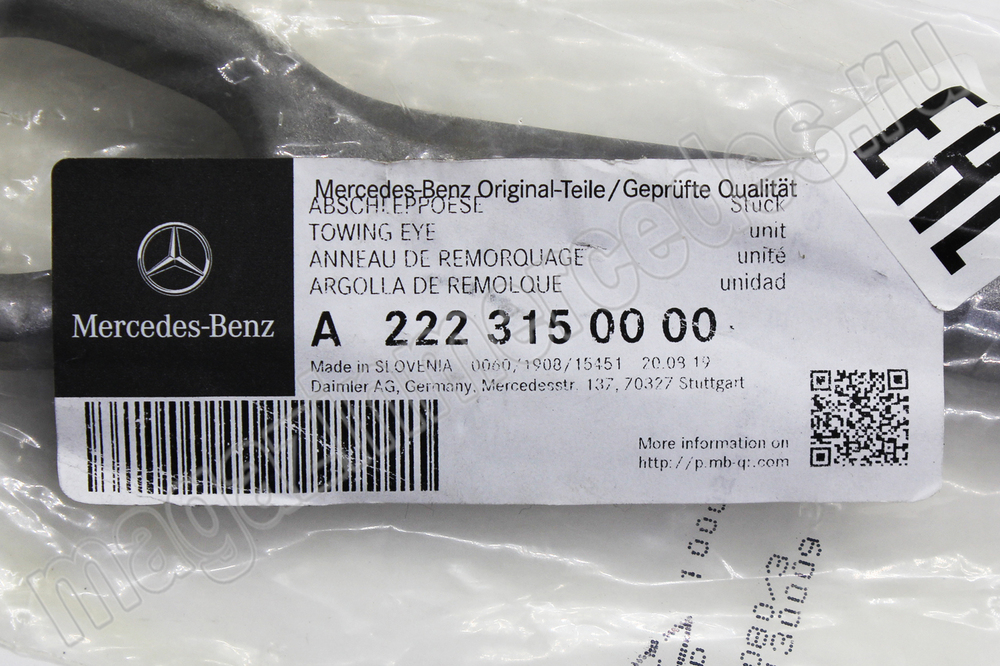 Mercedes-Benz Original-Teile/Geprüfte Qualität
ABSCHLEPPOESE Stück
TOWING EYE unit
ANNEAU DE REMORQUAGE unité
ARGOLLA DE REMOLQUE unidad
Mercedes-Benz
A 222 315 00 00
Made in SLOVENIA 0060/1908/15451 20.08.19
Daimler AG, Germany, Mercedesstr. 137, 70327 Stuttgart
More information on
http://p.mb-qr.com
magazinmercedes.ru